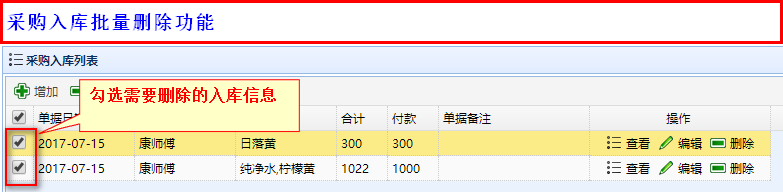 采购入库批量删除功能
采购入库列表
增加
勾选需要删除的入库信息
单据日 合计 付款 单据备注 操作
2017-07-15 康师傅 日落黄 300 300 查看 编辑 删除
2017-07-15 康师傅 纯净水,柠檬黄 1022 1000 查看 编辑 删除